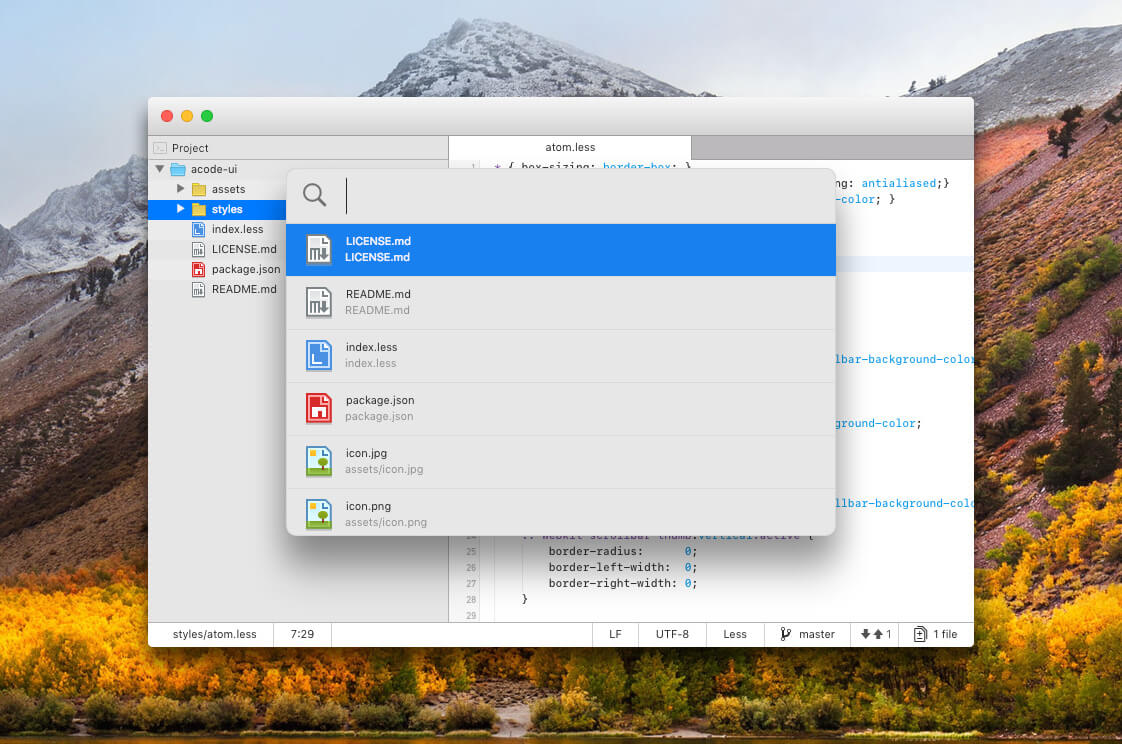 Project
atom.less
acode-ui
assets
styles
index.less
LICENSE.md
package.json
README.md
1 * { box-sizing: border-box; }
ng: antialiased;}
-color; }
LICENSE.md
LICENSE.md
README.md
README.md
index.less
index.less
package.json
package.json
icon.jpg
assets/icon.jpg
icon.png
assets/icon.png
llbar-background-color
ground-color;
llbar-background-colo
25 border-radius: 0;
26 border-left-width: 0;
27 border-right-width: 0;
28 }
29
styles/atom.less 7:29 LF UTF-8 Less master 1 1 file